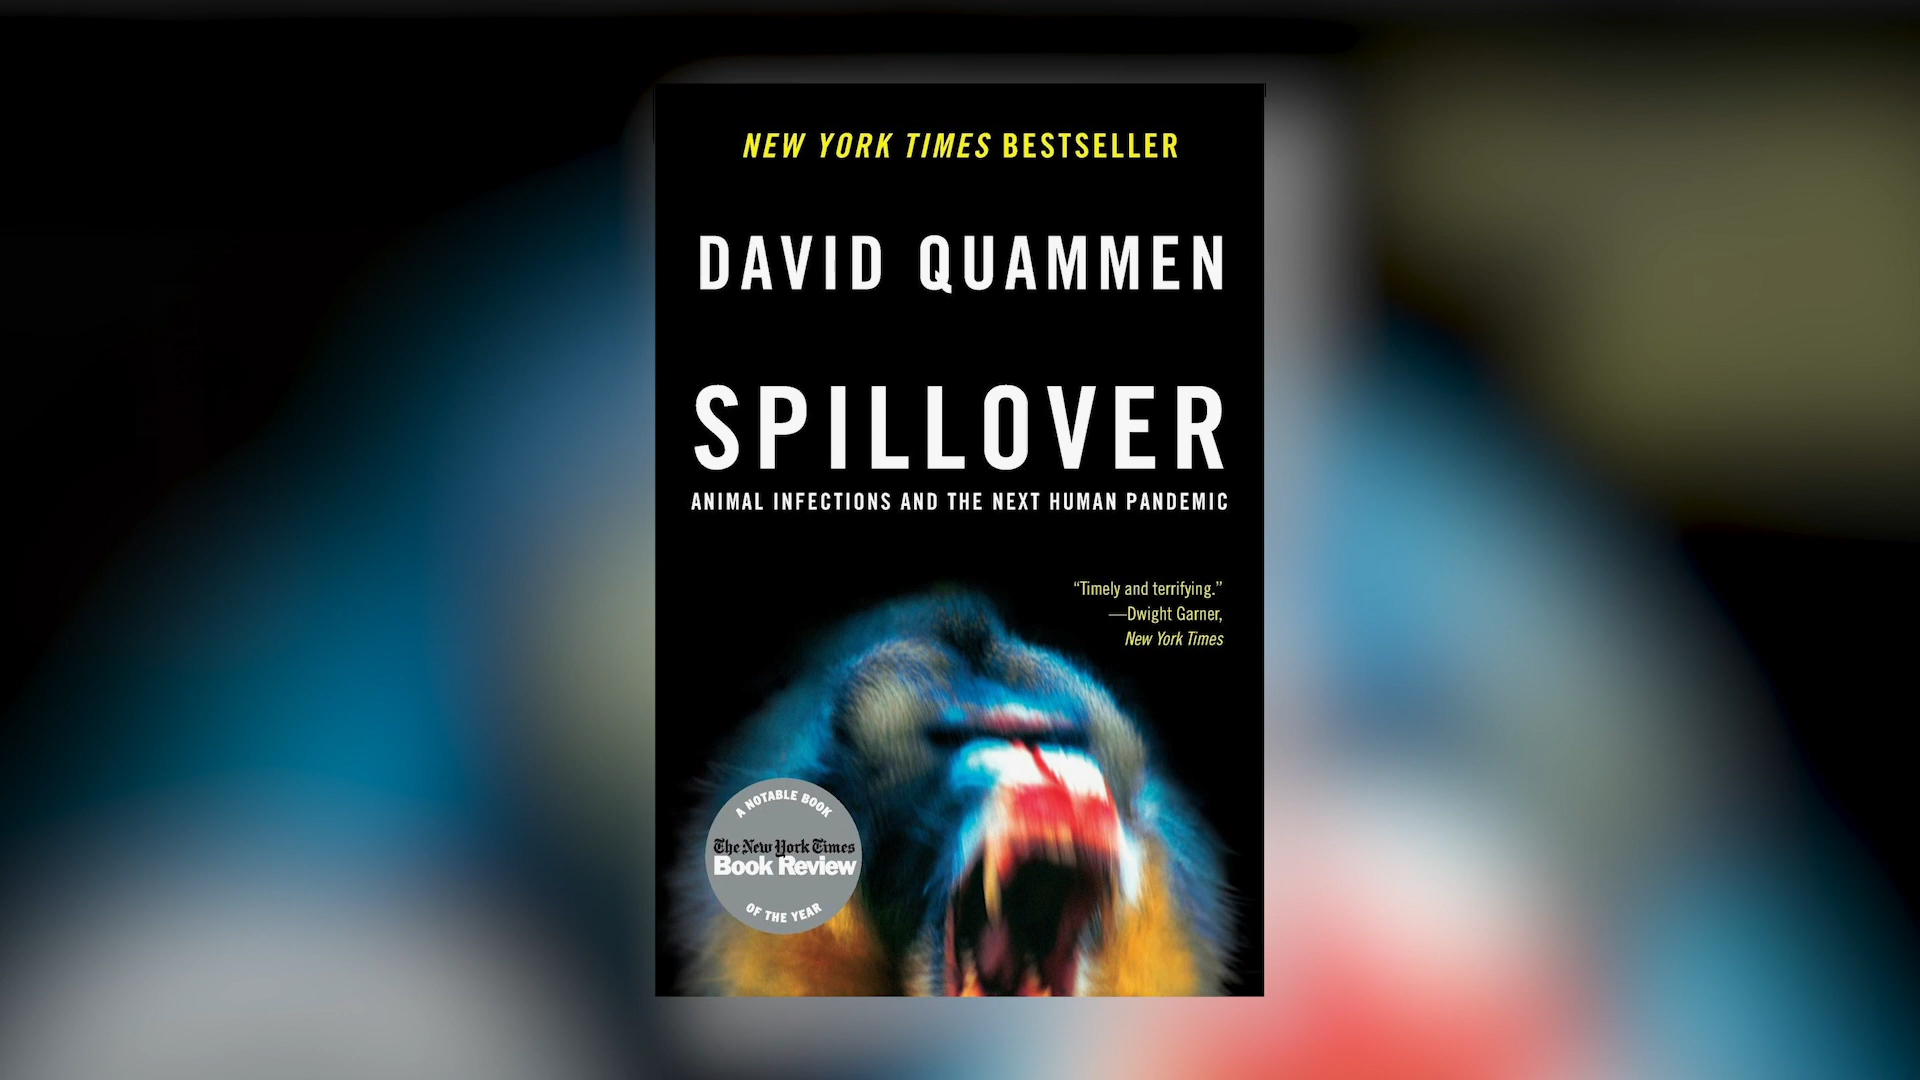 NEW YORK TIMES BESTSELLER
DAVID QUAMMEN
SPILLOVER
ANIMAL INFECTIONS AND THE NEXT HUMAN PANDEMIC
“Timely and terrifying.”
—Dwight Garner,
New York Times
A NOTABLE BOOK
The New York Times
Book Review
OF THE YEAR